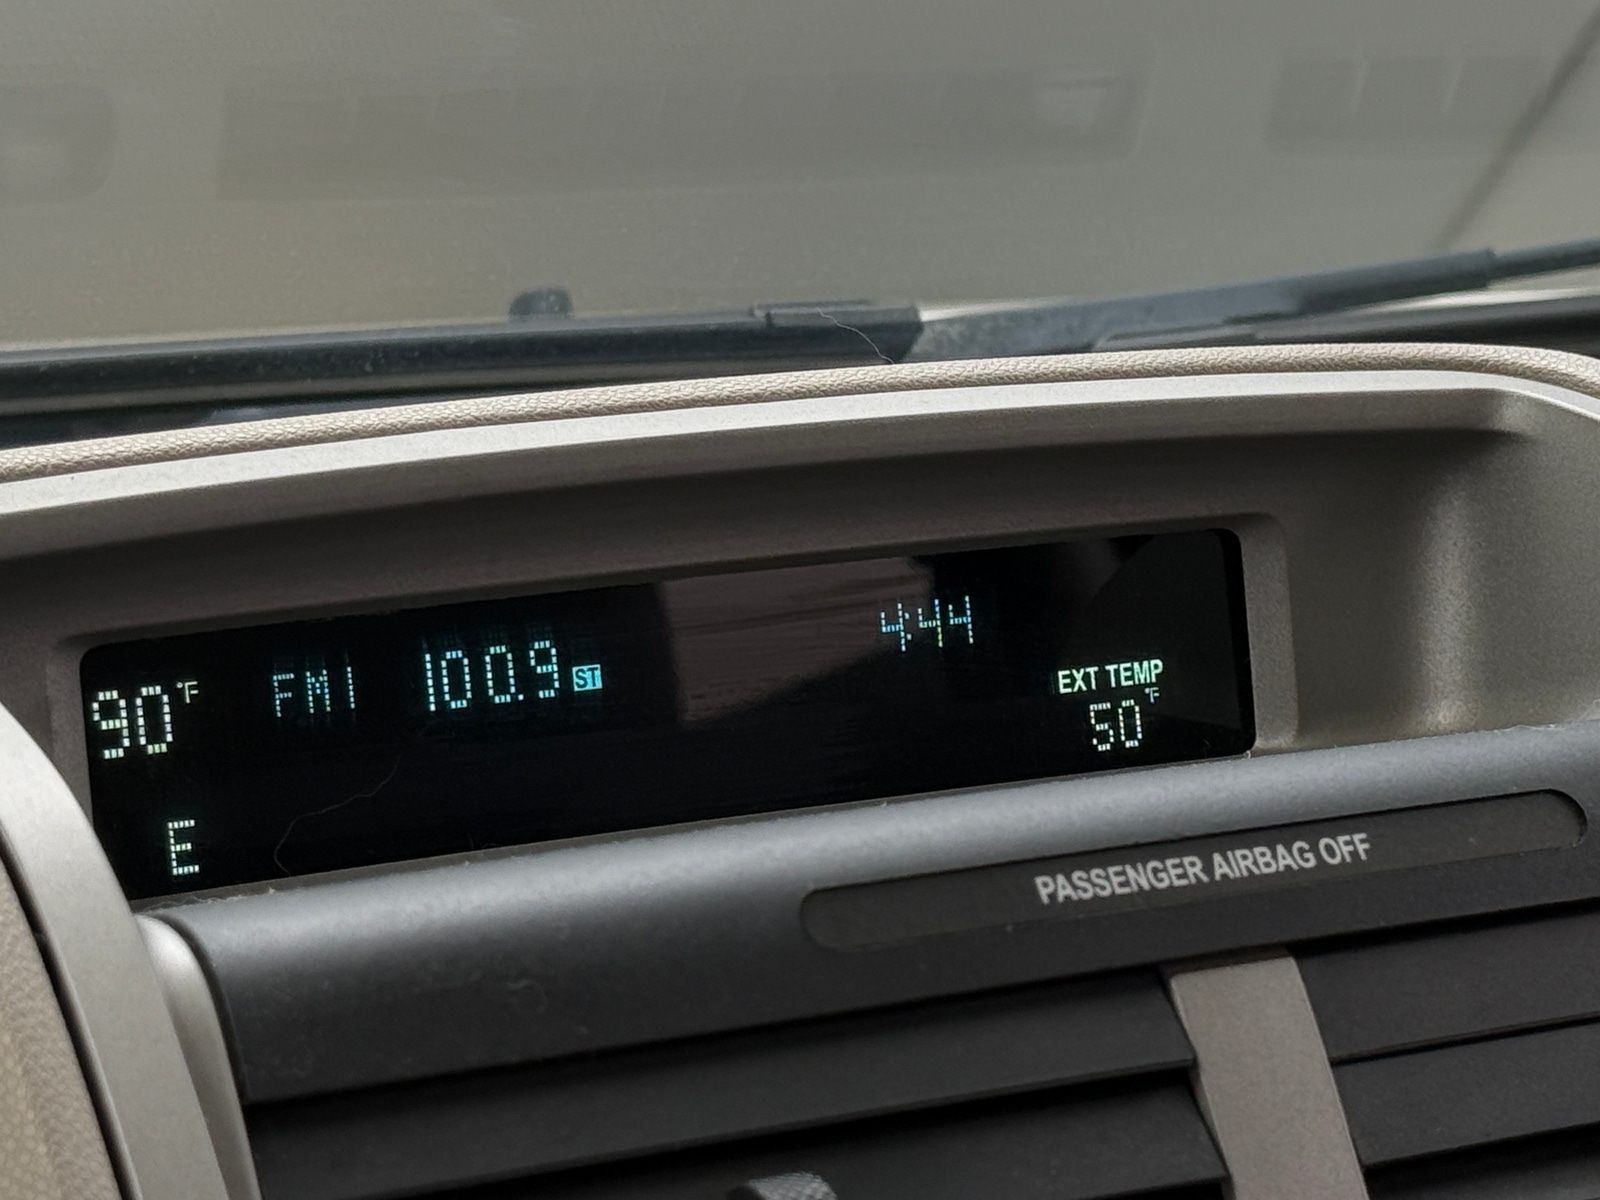 90°F FM1 100.9 ST 4:44
EXT TEMP
50°F
E
PASSENGER AIRBAG OFF